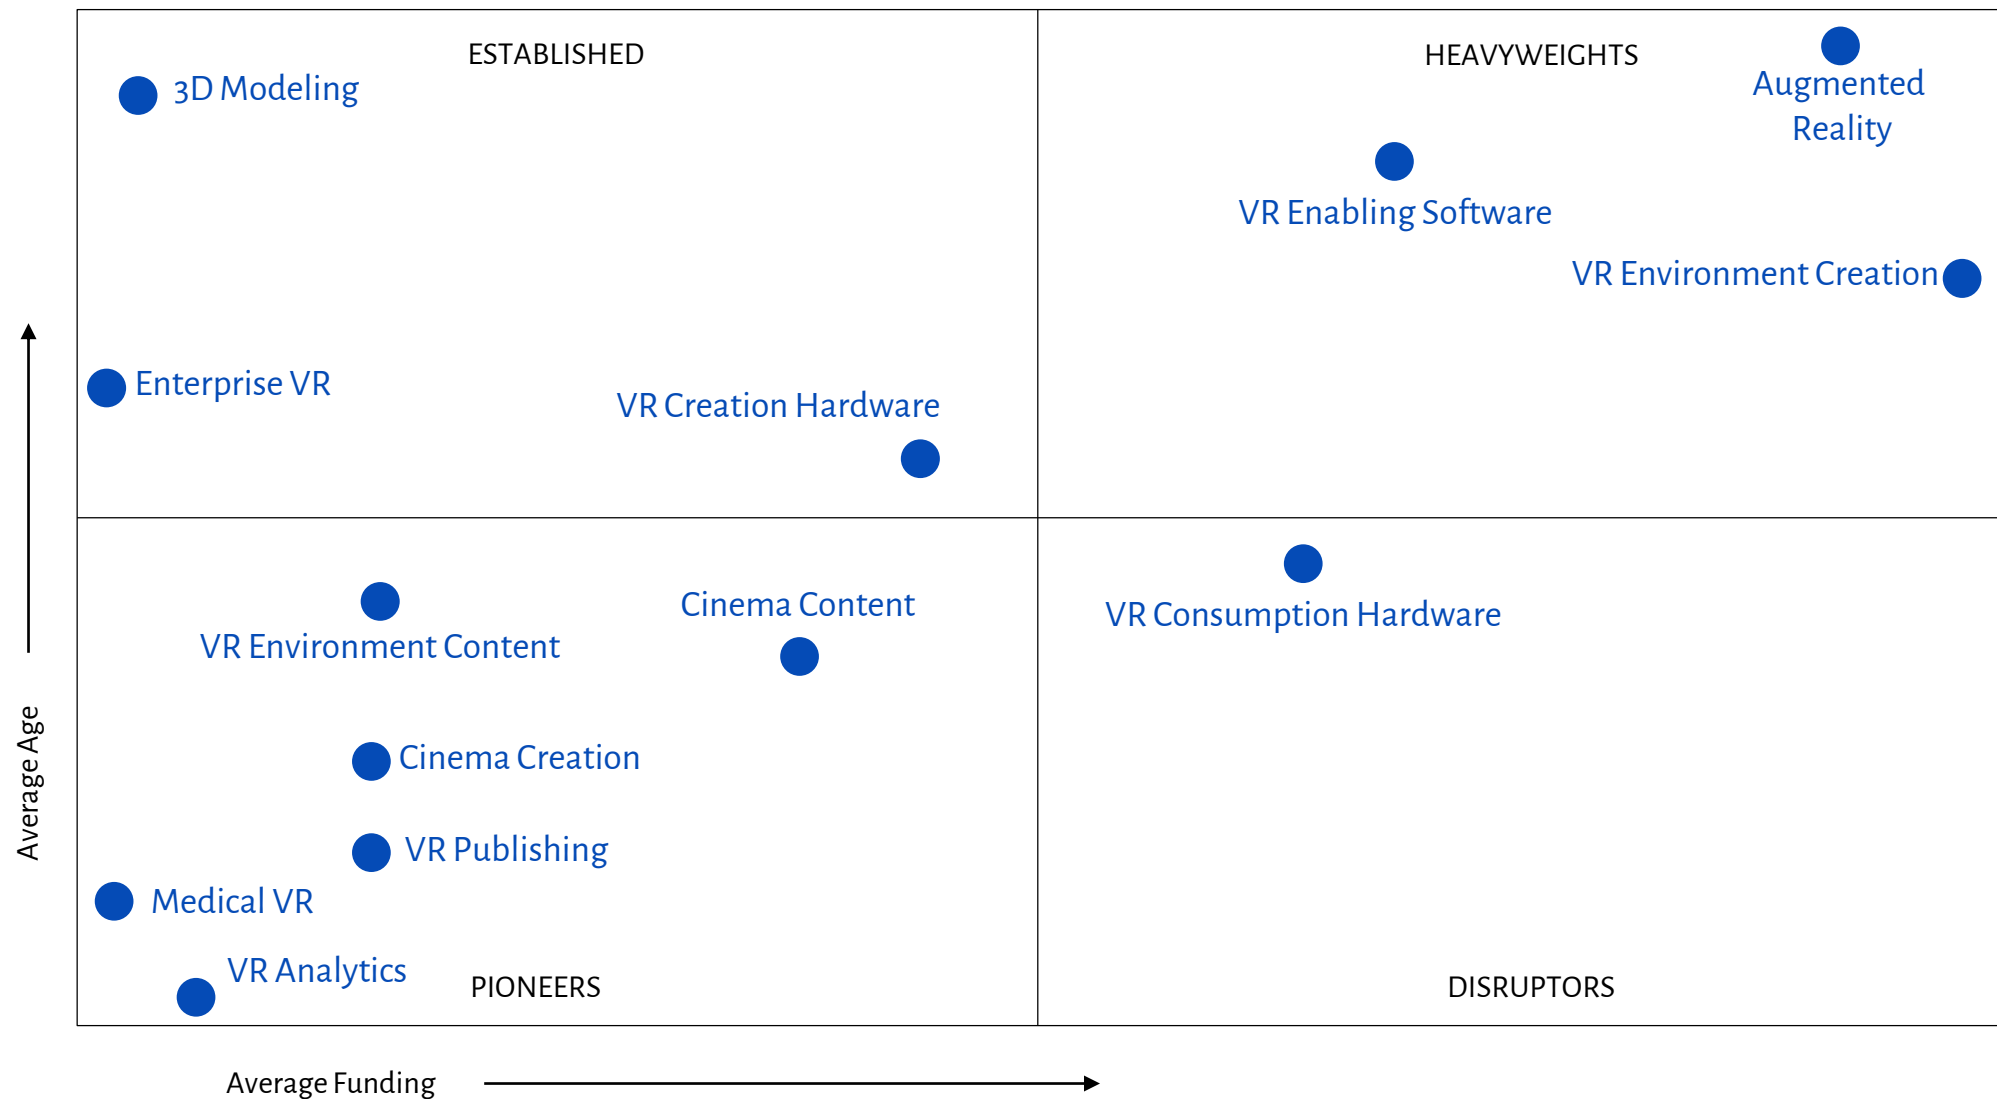 ESTABLISHED
HEAVYWEIGHTS
3D Modeling
Augmented
Reality
VR Enabling Software
VR Environment Creation
Enterprise VR
VR Creation Hardware
VR Environment Content
Cinema Content
VR Consumption Hardware
Cinema Creation
VR Publishing
Medical VR
VR Analytics
PIONEERS
DISRUPTORS
Average Age
Average Funding